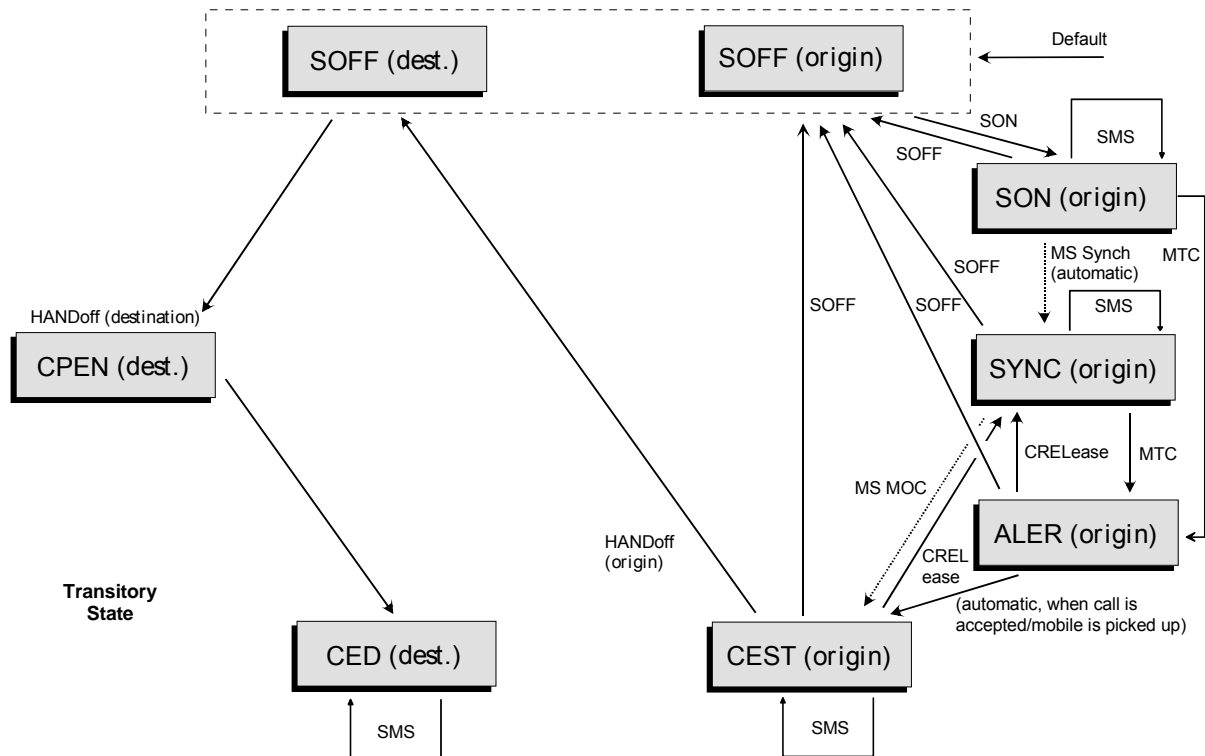 SOFF (dest.)
SOFF (origin)
Default
SON
SOFF
SMS
SON (origin)
MS Synch
(automatic)
MTC
SOFF
SOFF
SOFF
SMS
HANDoff (destination)
CPEN (dest.)
SYNC (origin)
CRELease
MTC
MS MOC
ALER (origin)
HANDoff
(origin)
CREL
ease
Transitory
State
(automatic, when call is
accepted/mobile is picked up)
CED (dest.)
CEST (origin)
SMS
SMS